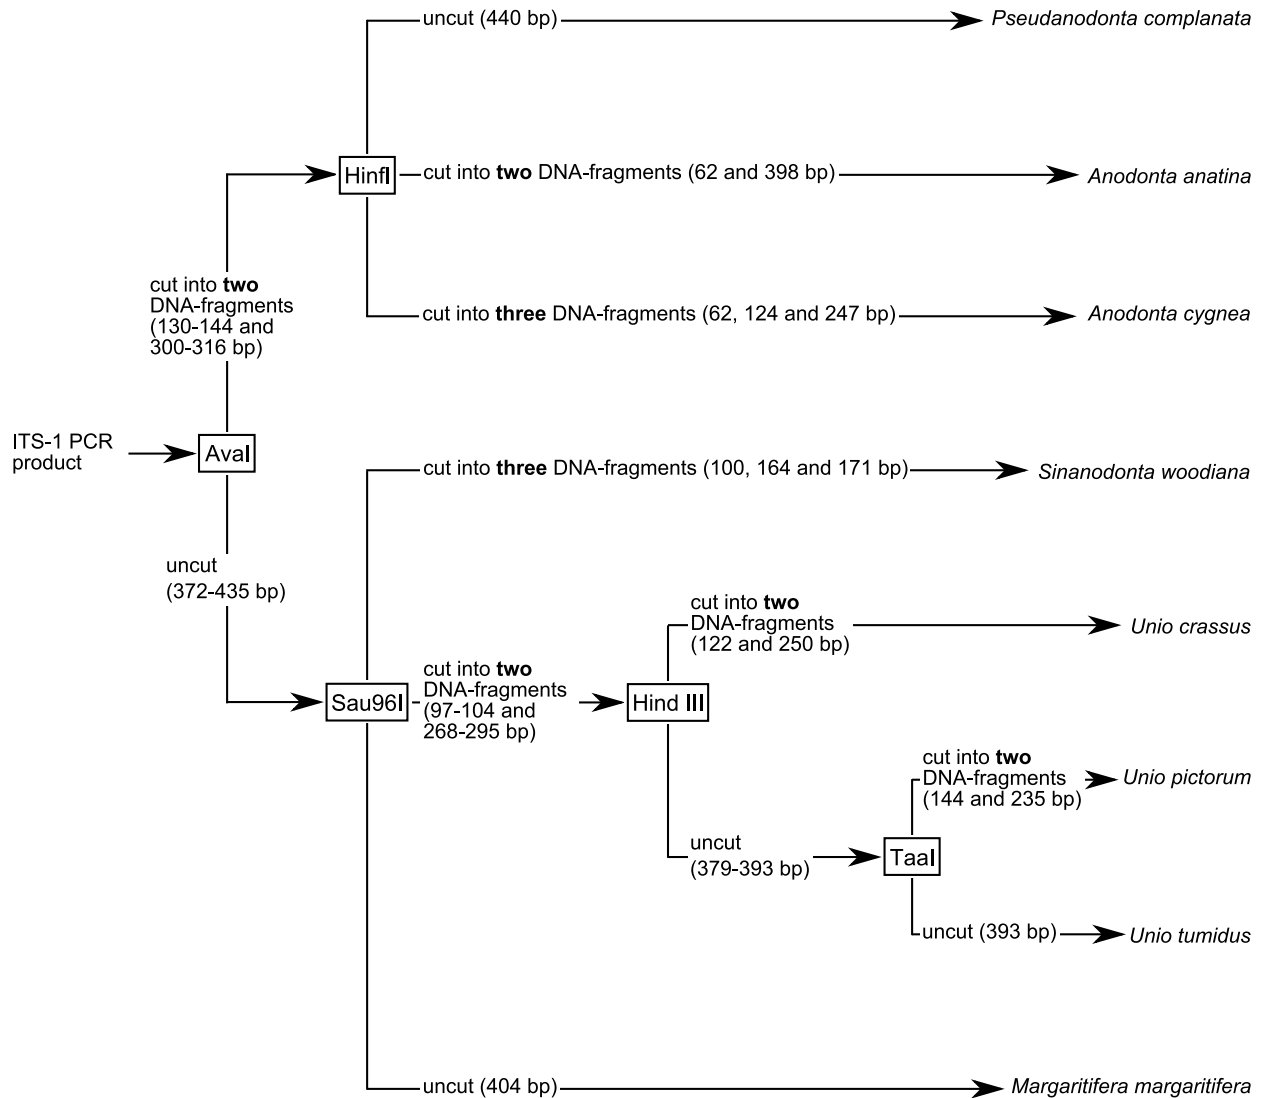 uncut (440 bp)
Pseudanodonta complanata
HinfI
cut into two DNA-fragments (62 and 398 bp)
Anodonta anatina
cut into two
DNA-fragments
(130-144 and
300-316 bp)
cut into three DNA-fragments (62, 124 and 247 bp)
Anodonta cygnea
ITS-1 PCR
product
AvaI
cut into three DNA-fragments (100, 164 and 171 bp)
Sinanodonta woodiana
uncut
(372-435 bp)
Sau96I
cut into two
DNA-fragments
(97-104 and
268-295 bp)
Hind III
cut into two
DNA-fragments
(122 and 250 bp)
Unio crassus
uncut
(379-393 bp)
TaaI
cut into two
DNA-fragments
(144 and 235 bp)
Unio pictorum
uncut (393 bp)
Unio tumidus
uncut (404 bp)
Margaritifera margaritifera